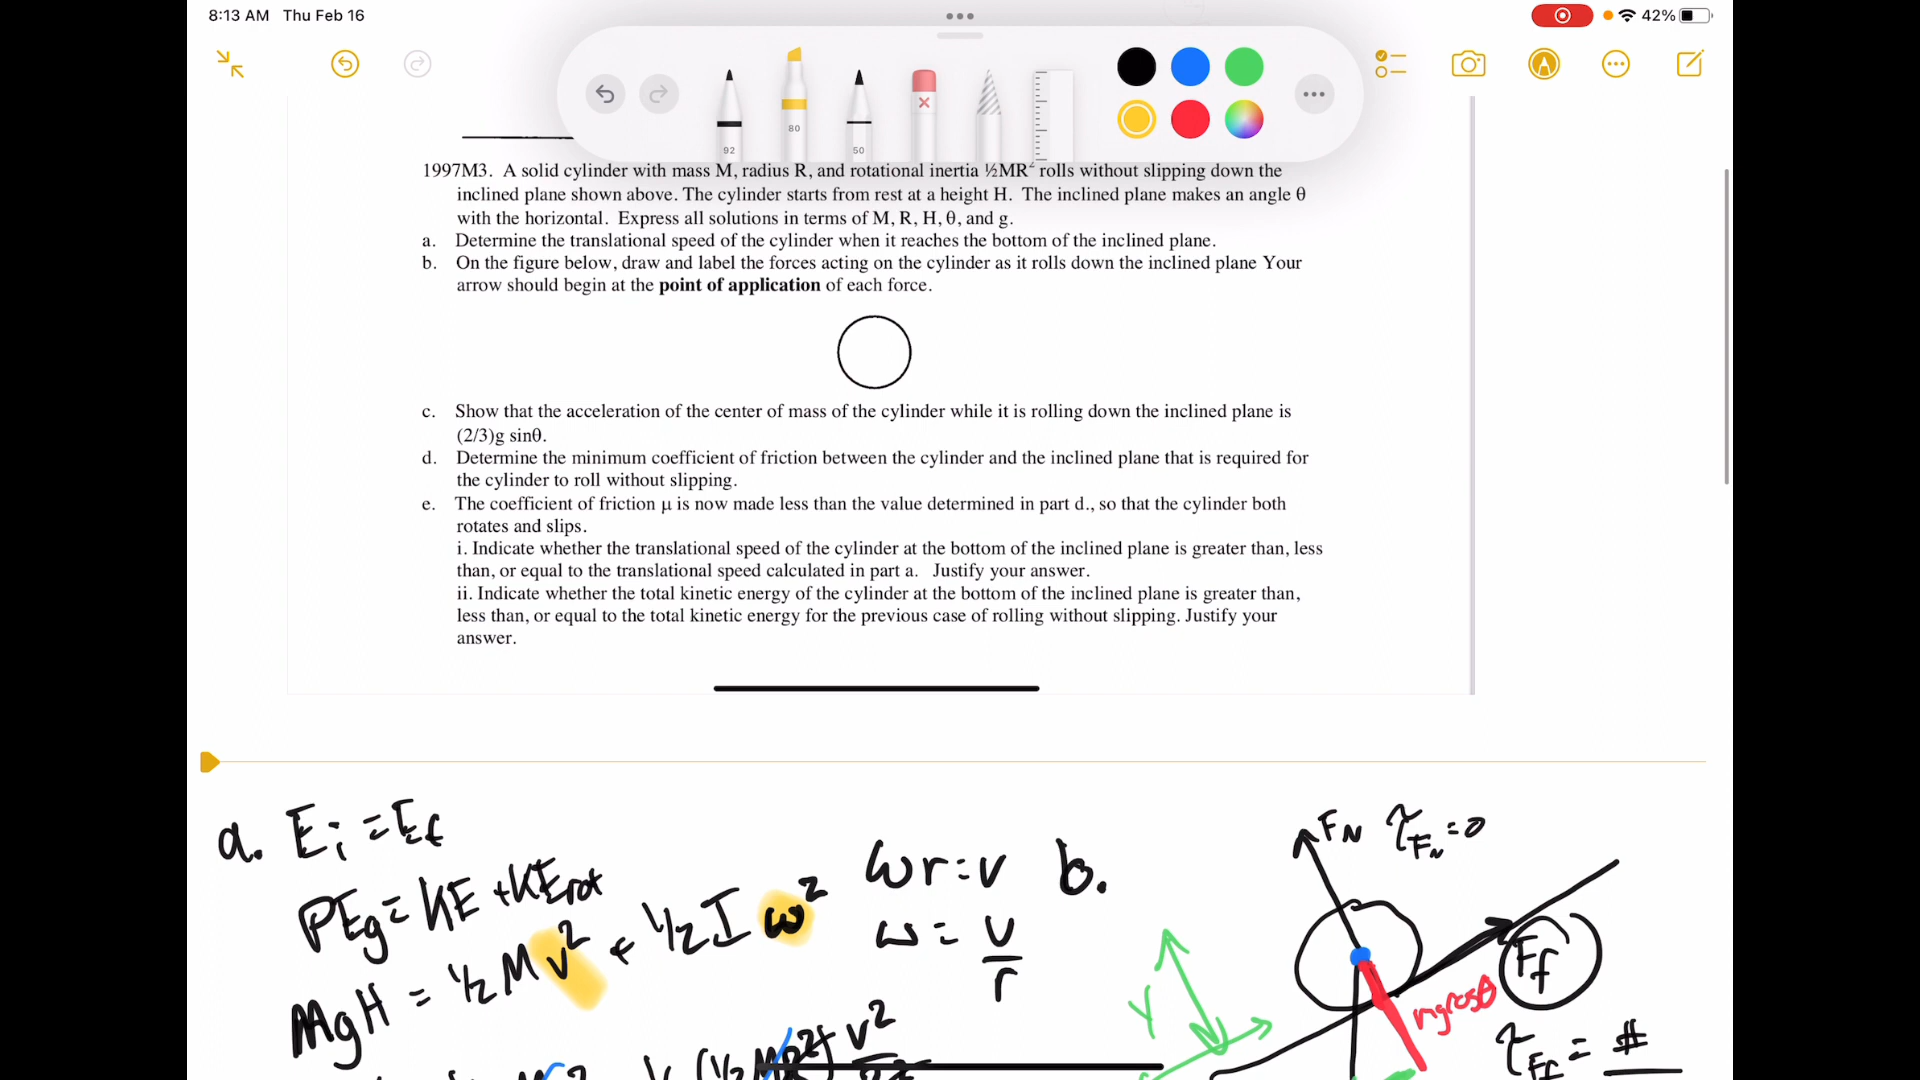 8:13 AM Thu Feb 16
42%
80
92
50
1997M3. A solid cylinder with mass M, radius R, and rotational inertia ½MR² rolls without slipping down the
inclined plane shown above. The cylinder starts from rest at a height H. The inclined plane makes an angle θ
with the horizontal. Express all solutions in terms of M, R, H, θ, and g.
a. Determine the translational speed of the cylinder when it reaches the bottom of the inclined plane.
b. On the figure below, draw and label the forces acting on the cylinder as it rolls down the inclined plane Your
arrow should begin at the point of application of each force.
c. Show that the acceleration of the center of mass of the cylinder while it is rolling down the inclined plane is
(2/3)g sinθ.
d. Determine the minimum coefficient of friction between the cylinder and the inclined plane that is required for
the cylinder to roll without slipping.
e. The coefficient of friction μ is now made less than the value determined in part d., so that the cylinder both
rotates and slips.
i. Indicate whether the translational speed of the cylinder at the bottom of the inclined plane is greater than, less
than, or equal to the translational speed calculated in part a. Justify your answer.
ii. Indicate whether the total kinetic energy of the cylinder at the bottom of the inclined plane is greater than,
less than, or equal to the total kinetic energy for the previous case of rolling without slipping. Justify your
answer.
a. Ei = Ef
PEg = KE + KErot
MgH = ½ M v² + ½ I ω²
ωr = v
ω = v/r
b.
FN τFN = 0
Ff
mgcosθ
Y
τFf = #